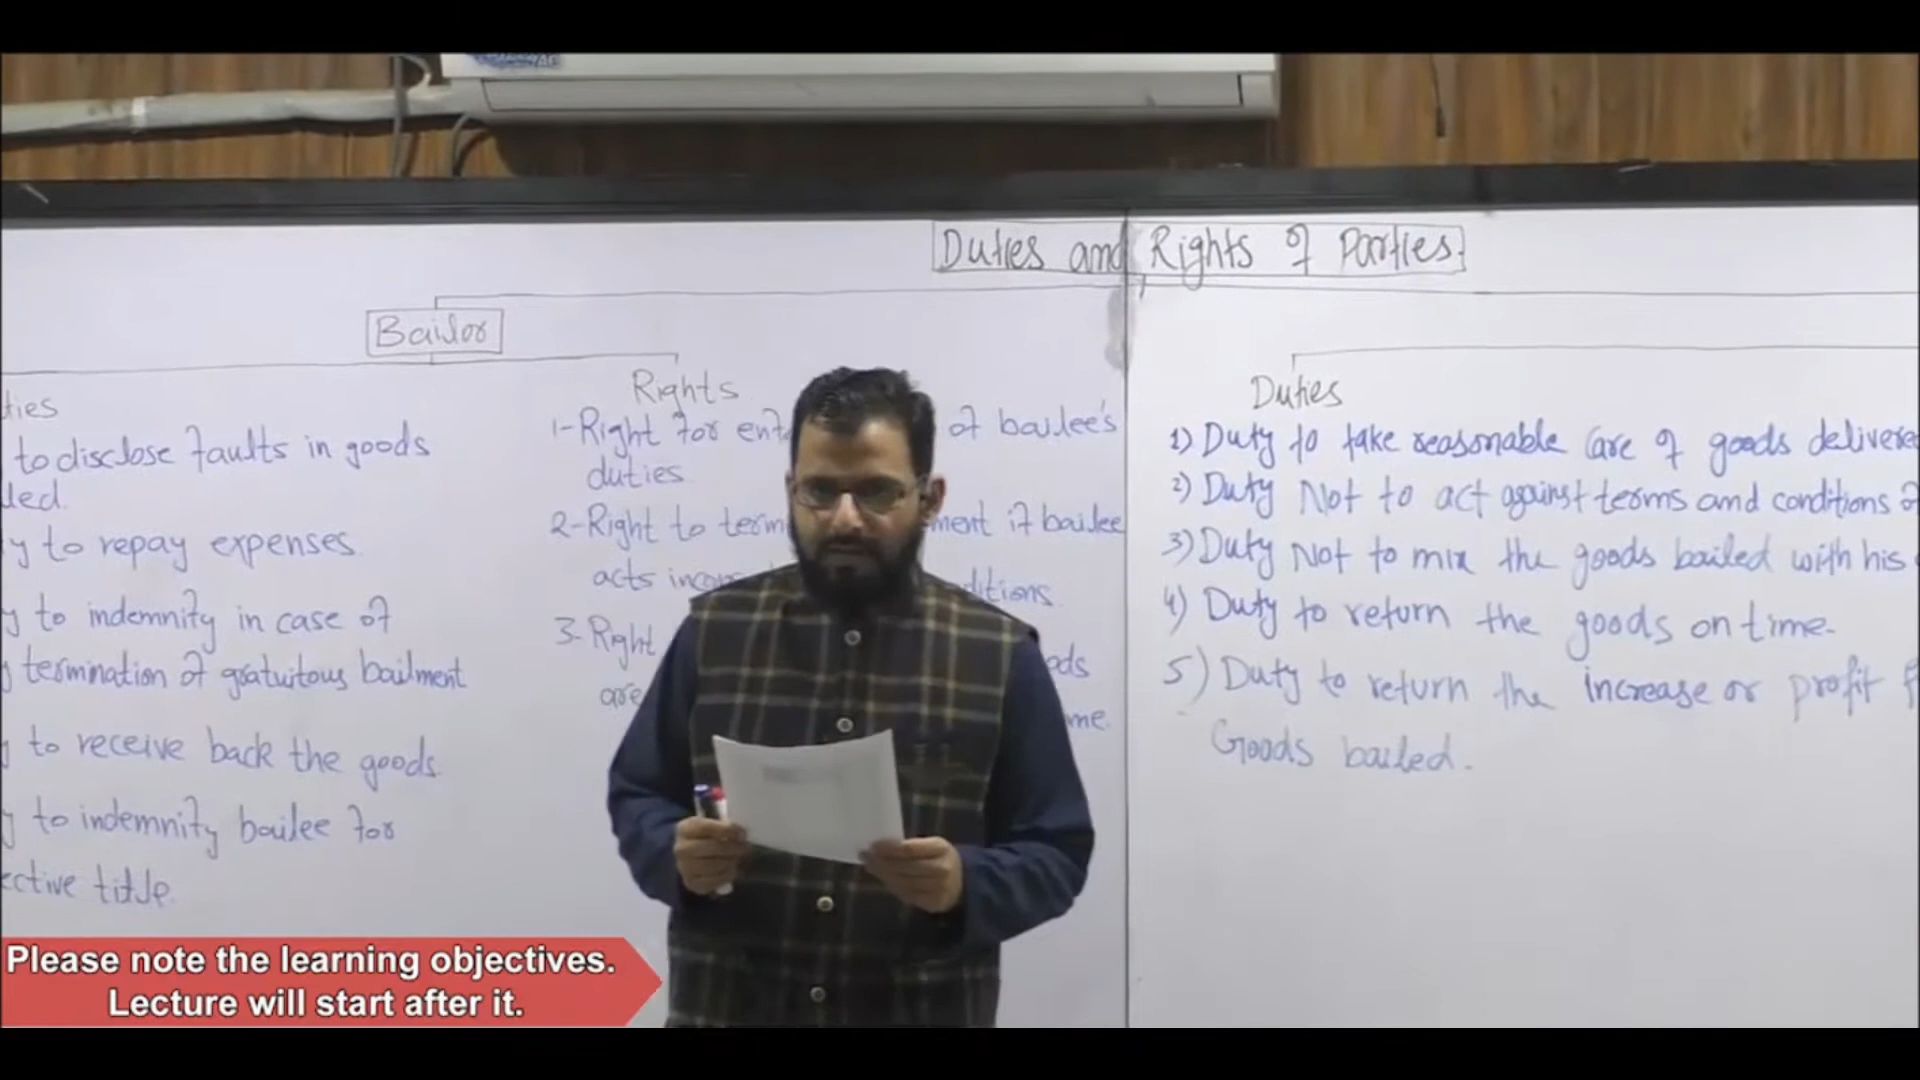 Duties and Rights of Parties.
Bailor
ties
to disclose faults in goods
led.
y to repay expenses.
y to indemnity in case of
y termination of gratuitous bailment
y to receive back the goods.
y to indemnity bailee for
ective title.
Rights
1-Right for of bailee's
duties
2-Right to term ment if bailee
acts incons ditions.
3-Right ods
are me.
Duties
1) Duty to take reasonable care of goods delivere
2) Duty Not to act against terms and conditions of
3) Duty Not to mix the goods bailed with his
4) Duty to return the goods on time.
5) Duty to return the increase or profit f
Goods bailed.
Please note the learning objectives.
Lecture will start after it.